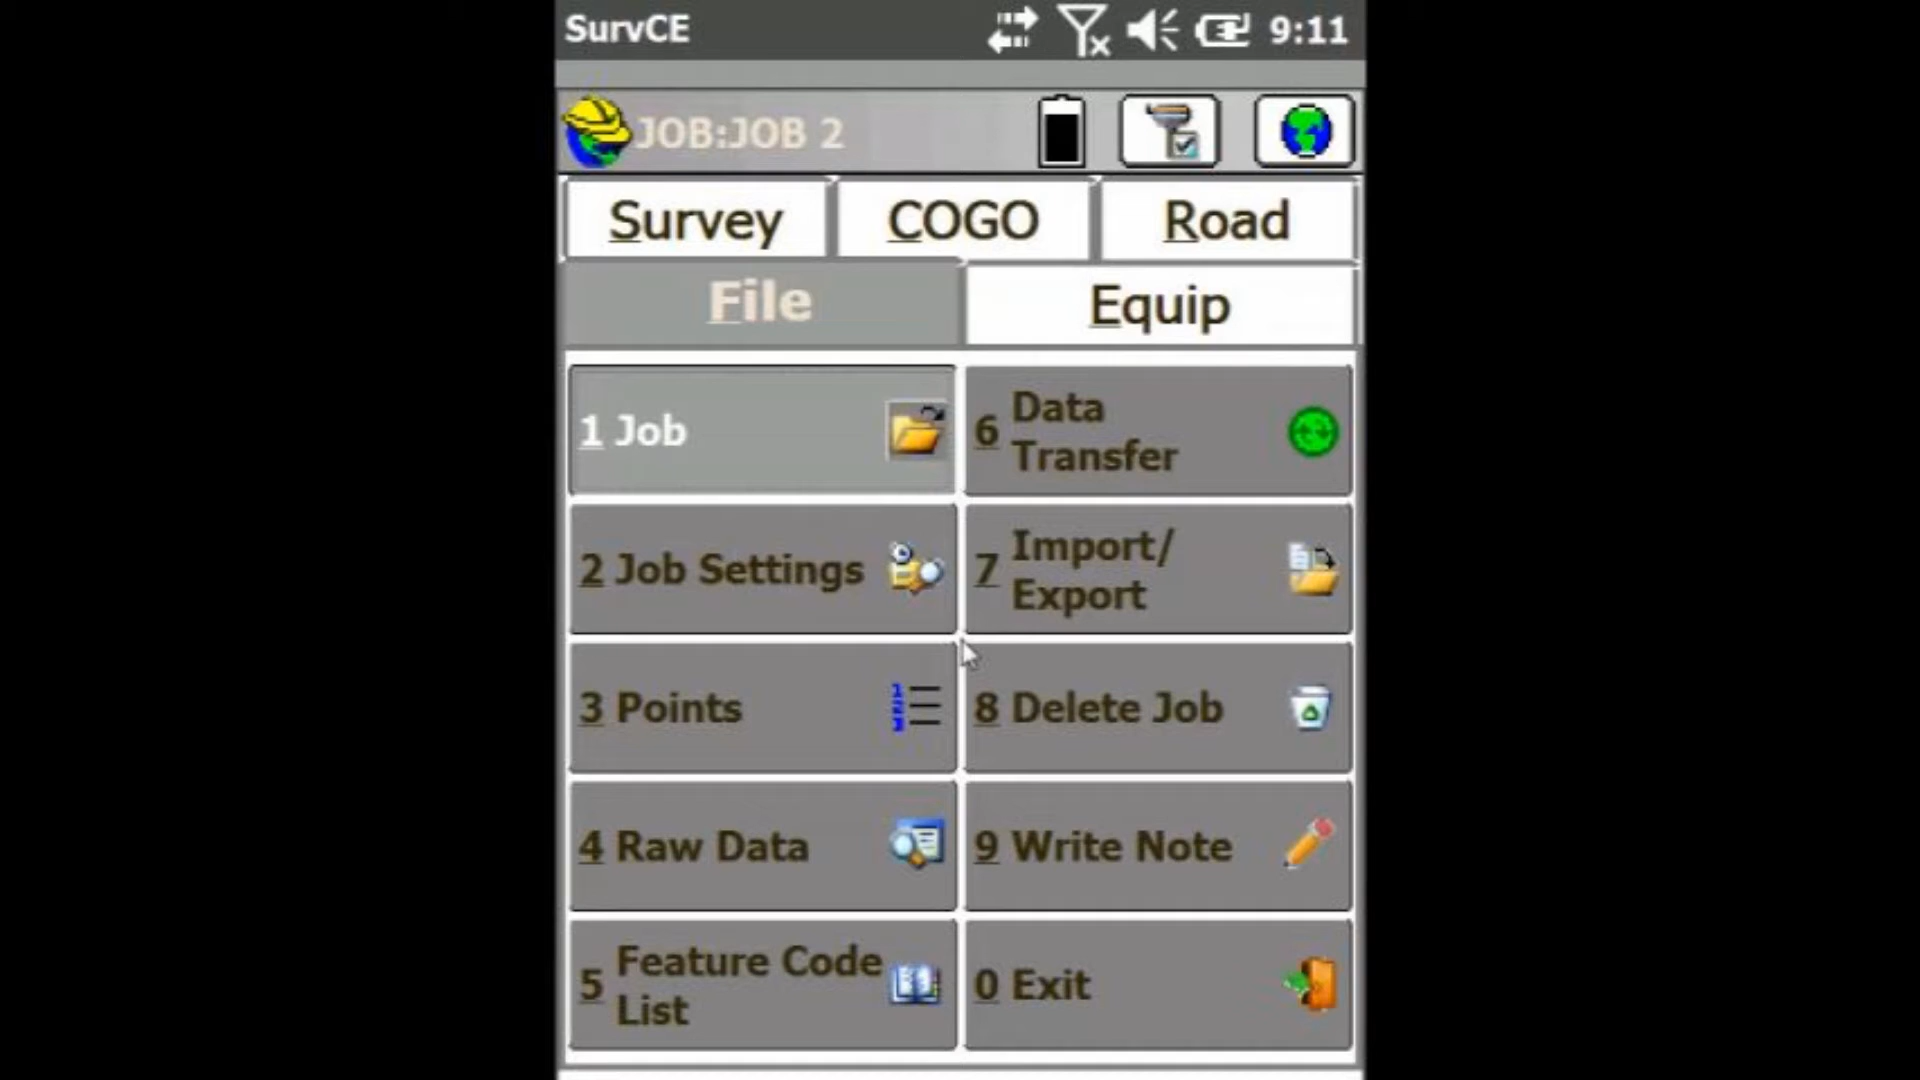 SurvCE 9:11
JOB:JOB 2
Survey COGO Road
File Equip
1 Job
6 Data
Transfer
2 Job Settings
7 Import/
Export
3 Points
8 Delete Job
4 Raw Data
9 Write Note
5 Feature Code
List
0 Exit